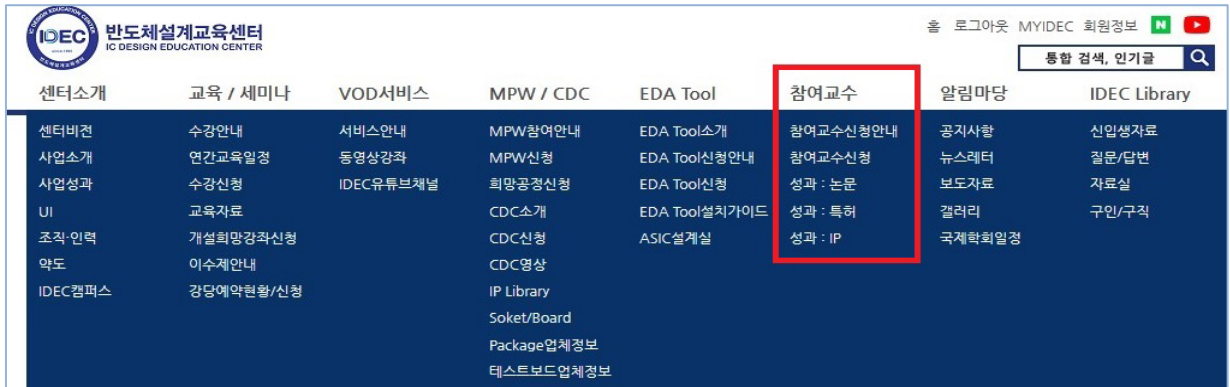 IC DESIGN EDUCATION CENTER
IDEC
since 1995
반도체설계교육센터
반도체설계교육센터
IC DESIGN EDUCATION CENTER
홈 로그아웃 MYIDEC 회원정보 N
통합 검색, 인기글
센터소개 교육 / 세미나 VOD서비스 MPW / CDC EDA Tool 참여교수 알림마당 IDEC Library
센터비전 수강안내 서비스안내 MPW참여안내 EDA Tool소개 참여교수신청안내 공지사항 신입생자료
사업소개 연간교육일정 동영상강좌 MPW신청 EDA Tool신청안내 참여교수신청 뉴스레터 질문/답변
사업성과 수강신청 IDEC유튜브채널 희망공정신청 EDA Tool신청 성과 : 논문 보도자료 자료실
UI 교육자료 CDC소개 EDA Tool설치가이드 성과 : 특허 갤러리 구인/구직
조직·인력 개설희망강좌신청 CDC신청 ASIC설계실 성과 : IP 국제학회일정
약도 이수제안내 CDC영상
IDEC캠퍼스 강당예약현황/신청 IP Library
Soket/Board
Package업체정보
테스트보드업체정보